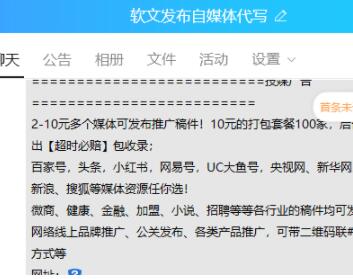 软文发布自媒体代写
聊天 公告 相册 文件 活动 设置
=========================投媒广告
=========================
首条未
2-10元多个媒体可发布推广稿件！10元的打包套餐100家，后
出【超时必赔】包收录；
百家号，头条，小红书，网易号，UC大鱼号，央视网、新华网
新浪、搜狐等媒体资源任你选！
微商、健康、金融、加盟、小说、招聘等等各行业的稿件均可发
网络线上品牌推广、公关发布、各类产品推广，可带二维码联
方式等
网址：